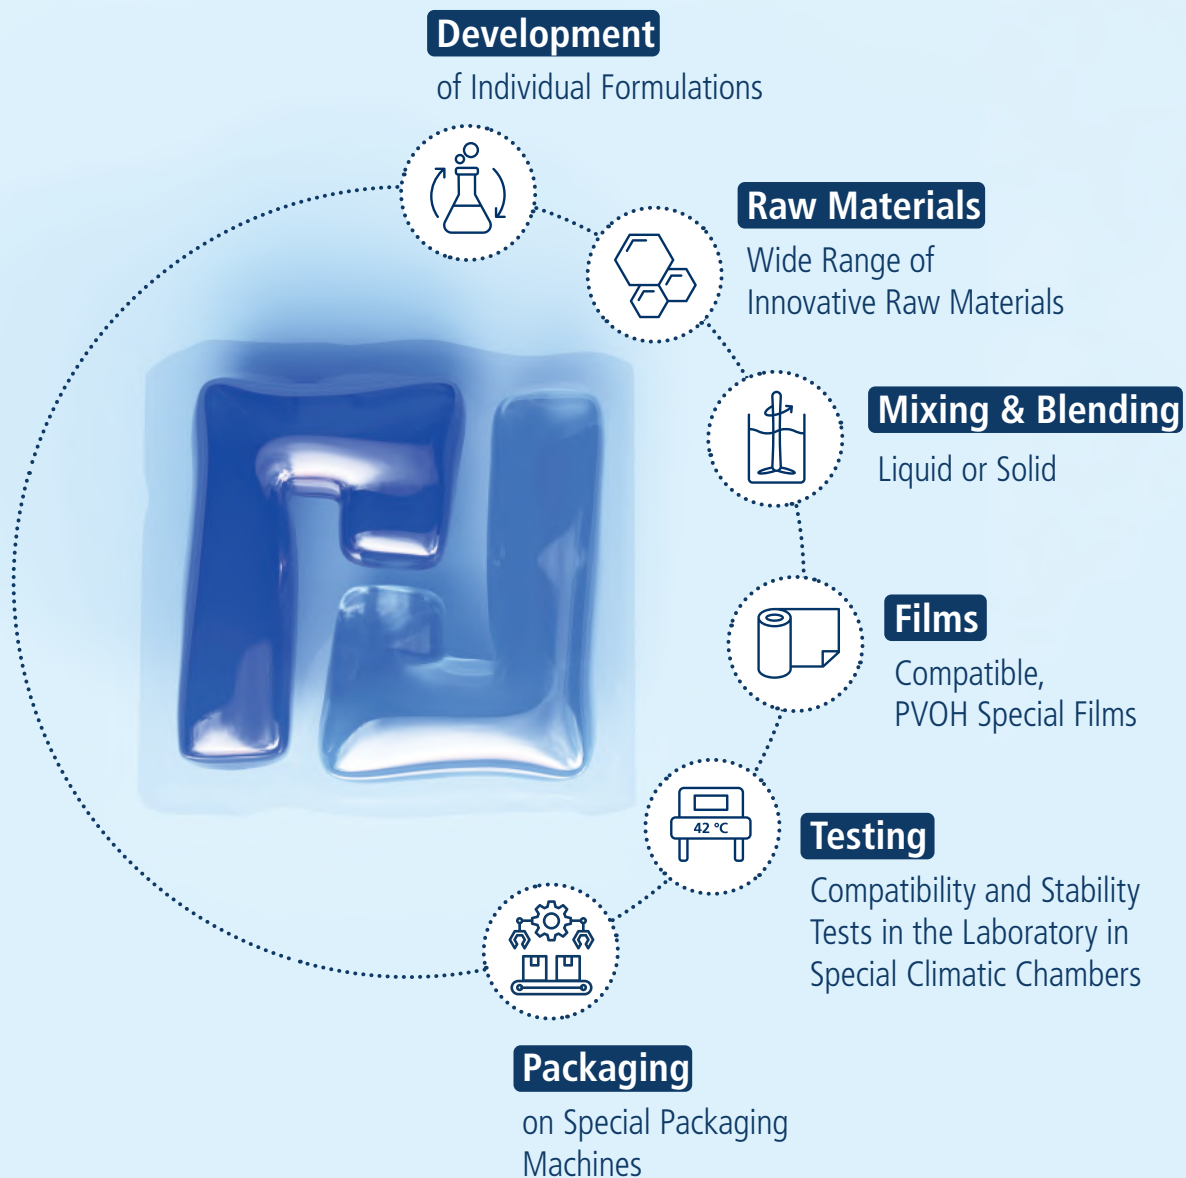 Development
of Individual Formulations
Raw Materials
Wide Range of
Innovative Raw Materials
Mixing & Blending
Liquid or Solid
Films
Compatible,
PVOH Special Films
42 °C
Testing
Compatibility and Stability
Tests in the Laboratory in
Special Climatic Chambers
Packaging
on Special Packaging
Machines